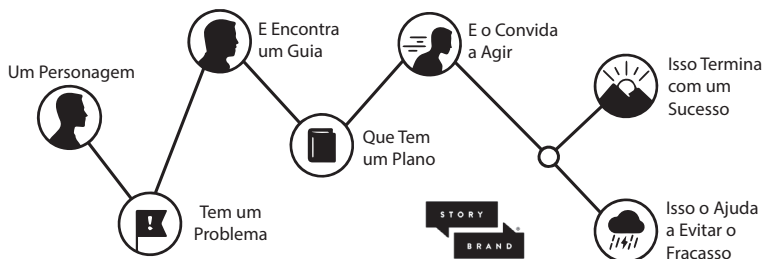 Um Personagem
Tem um
Problema
E Encontra
um Guia
Que Tem
um Plano
E o Convida
a Agir
Isso Termina
com um
Sucesso
Isso o Ajuda
a Evitar o
Fracasso
STORY
BRAND®